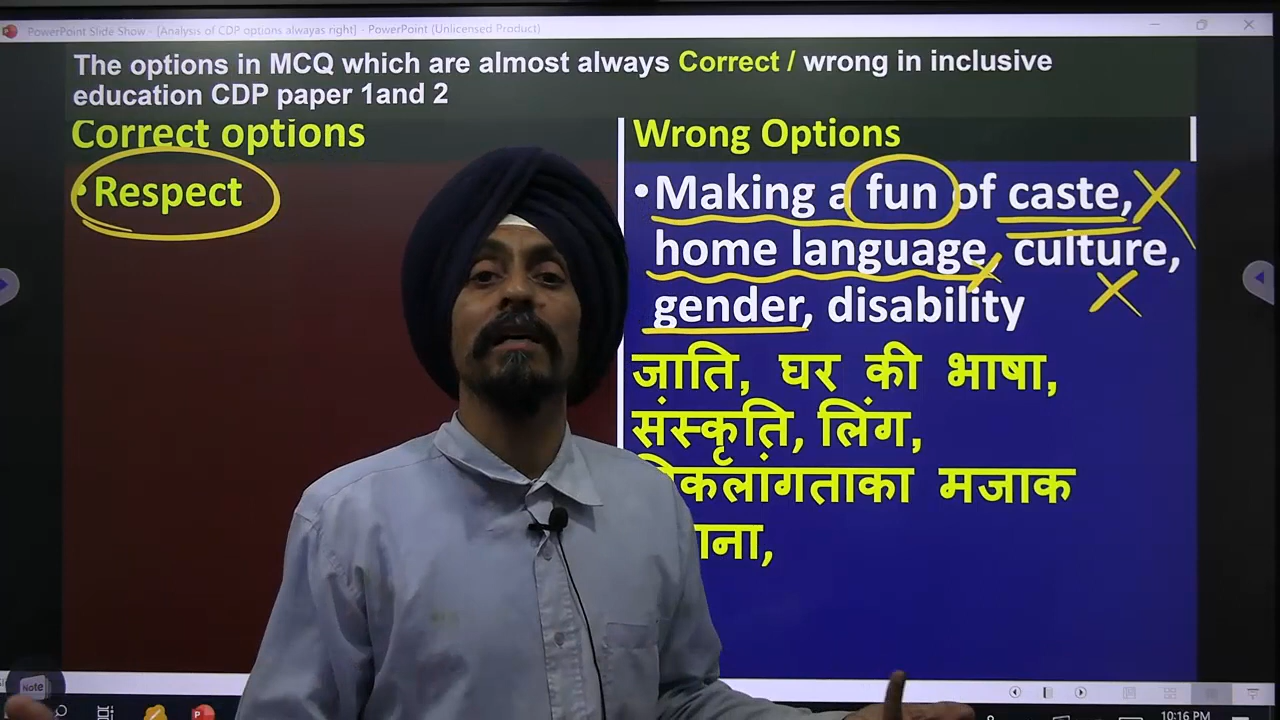 PowerPoint Slide Show - [Analysis of CDP options alwayas right] - PowerPoint (Unlicensed Product)
The options in MCQ which are almost always Correct / wrong in inclusive
education CDP paper 1and 2
Correct options
•Respect
Wrong Options
•Making a fun of caste,
home language, culture,
gender, disability
जाति, घर की भाषा,
संस्कृति, लिंग,
मजाक
Note
10:16 PM